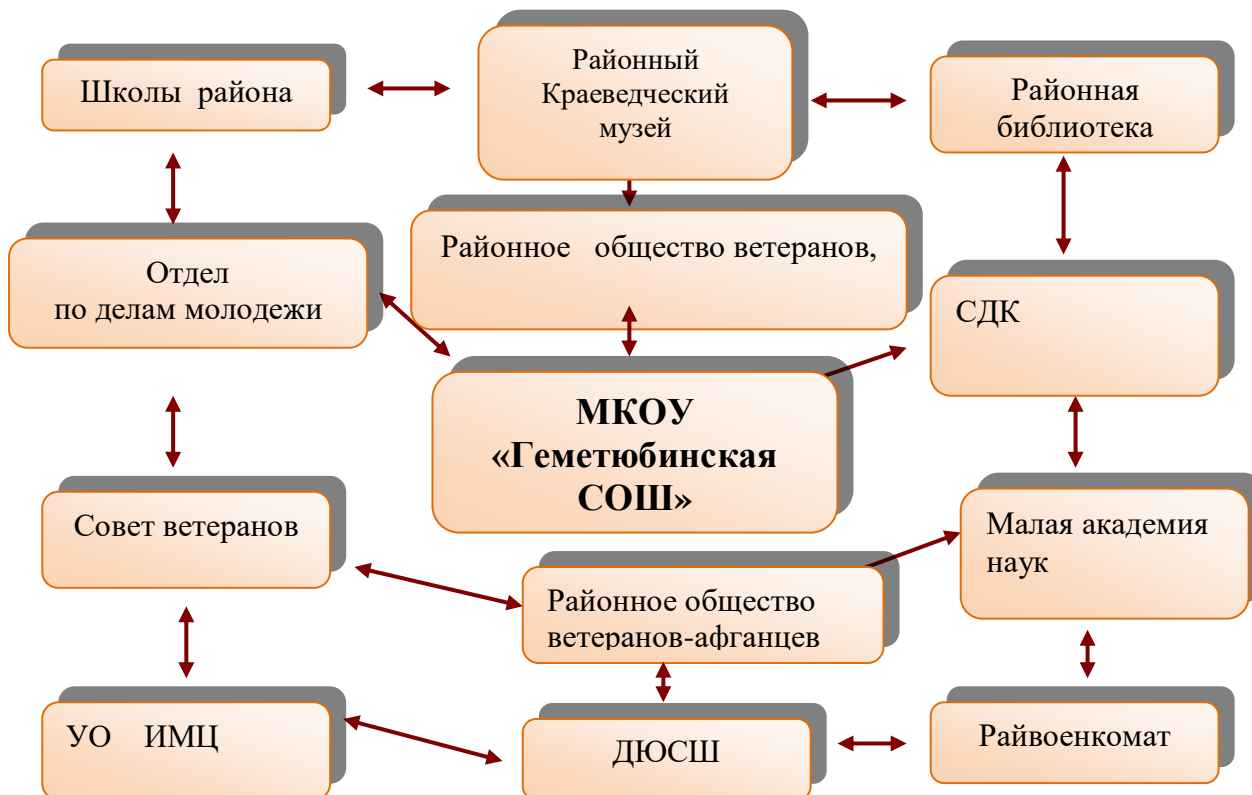 Школы района
Районный
Краеведческий
музей
Районная
библиотека
Отдел
по делам молодежи
Районное общество ветеранов,
СДК
МКОУ
«Геметюбинская
СОШ»
Совет ветеранов
Районное общество
ветеранов-афганцев
Малая академия
наук
УО ИМЦ
ДЮСШ
Райвоенкомат